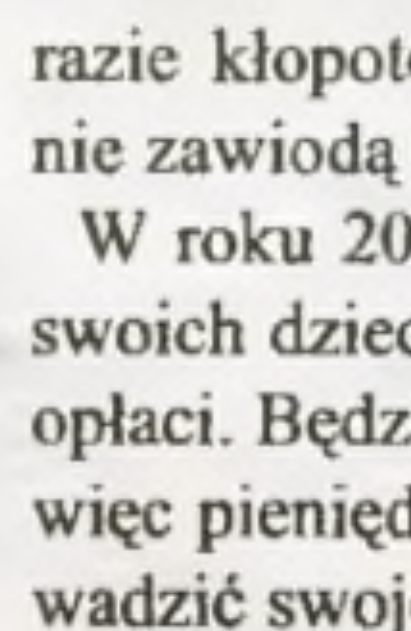 razie kłopot
nie zawiodą
W roku 20
swoich dziec
opłaci. Będz
więc pienięd
wadzić swoj